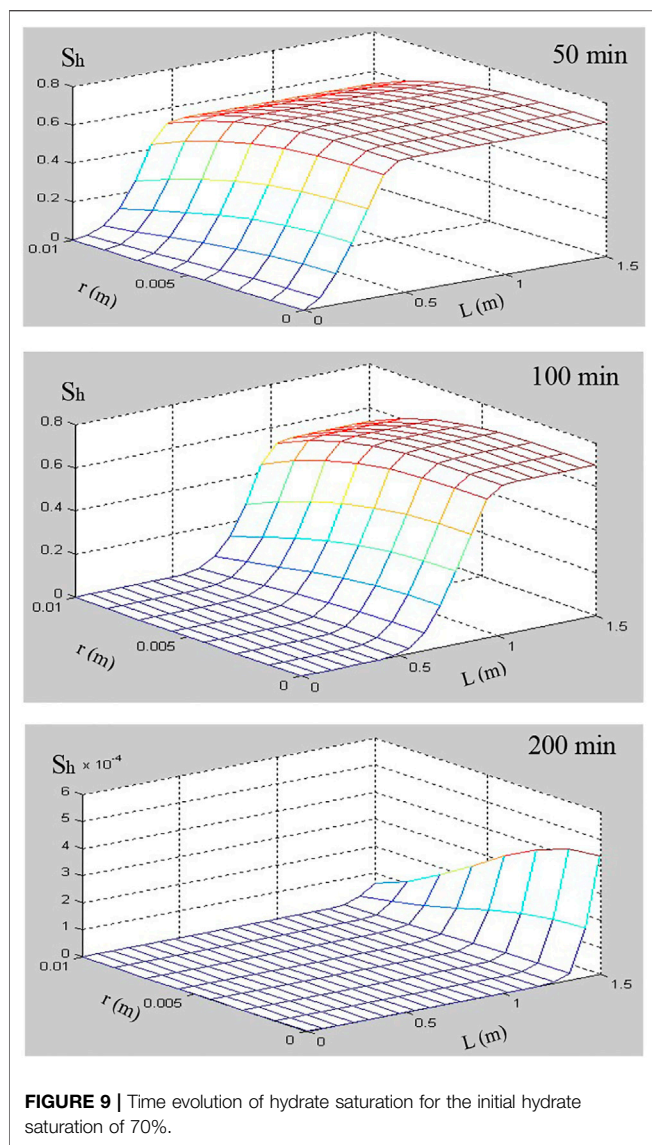 Sh
50 min
0.8
0.6
0.4
0.2
0
0.01
r (m)
0.005
0
0
0.5
L (m)
1
1.5
Sh
100 min
0.8
0.6
0.4
0.2
0
0.01
r (m)
0.005
0
0
0.5
L (m)
1
1.5
Sh × 10-4
200 min
6
5
4
3
2
1
0
0.01
r (m)
0.005
0
0
0.5
L (m)
1
1.5
FIGURE 9 | Time evolution of hydrate saturation for the initial hydrate
saturation of 70%.